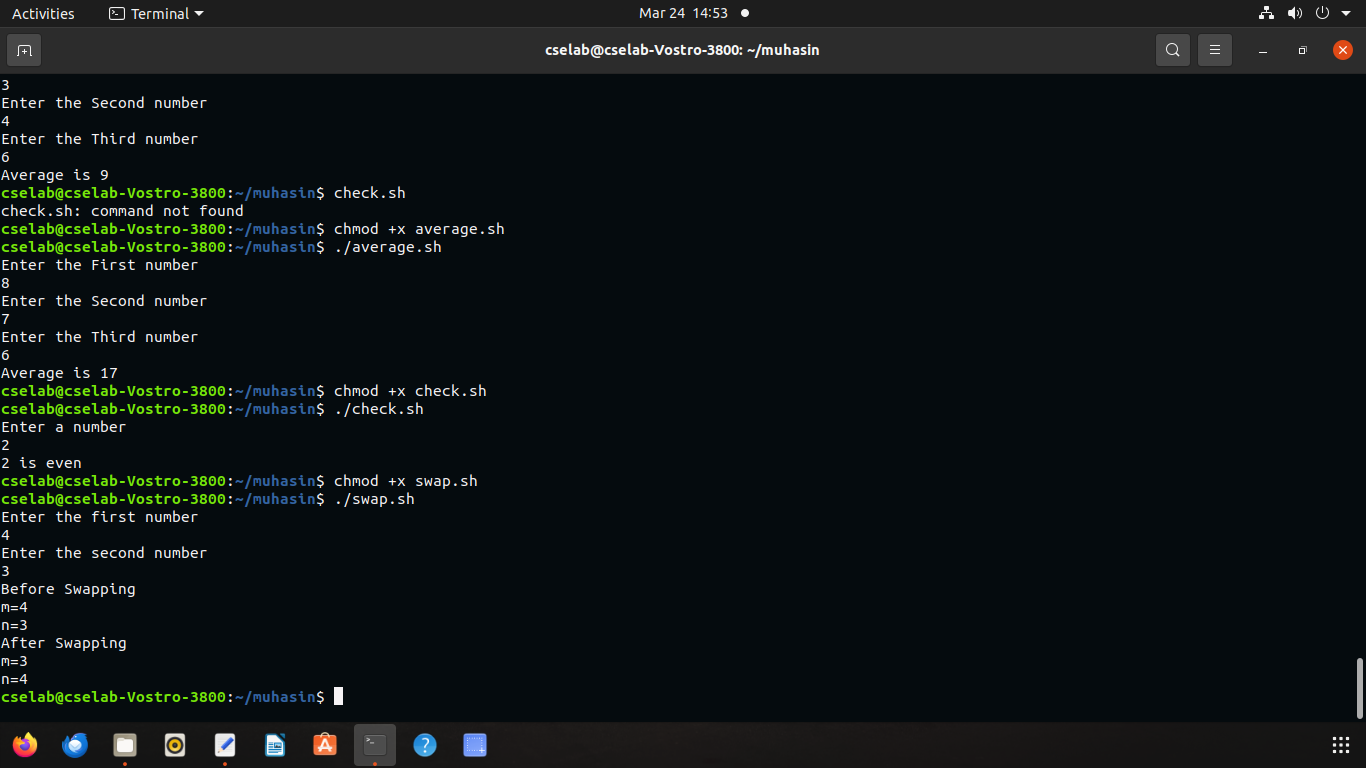 Activities
Terminal
Mar 24 14:53
cselab@cselab-Vostro-3800: ~/muhasin
3
Enter the Second number
4
Enter the Third number
6
Average is 9
cselab@cselab-Vostro-3800:~/muhasin$ check.sh
check.sh: command not found
cselab@cselab-Vostro-3800:~/muhasin$ chmod +x average.sh
cselab@cselab-Vostro-3800:~/muhasin$ ./average.sh
Enter the First number
8
Enter the Second number
7
Enter the Third number
6
Average is 17
cselab@cselab-Vostro-3800:~/muhasin$ chmod +x check.sh
cselab@cselab-Vostro-3800:~/muhasin$ ./check.sh
Enter a number
2
2 is even
cselab@cselab-Vostro-3800:~/muhasin$ chmod +x swap.sh
cselab@cselab-Vostro-3800:~/muhasin$ ./swap.sh
Enter the first number
4
Enter the second number
3
Before Swapping
m=4
n=3
After Swapping
m=3
n=4
cselab@cselab-Vostro-3800:~/muhasin$